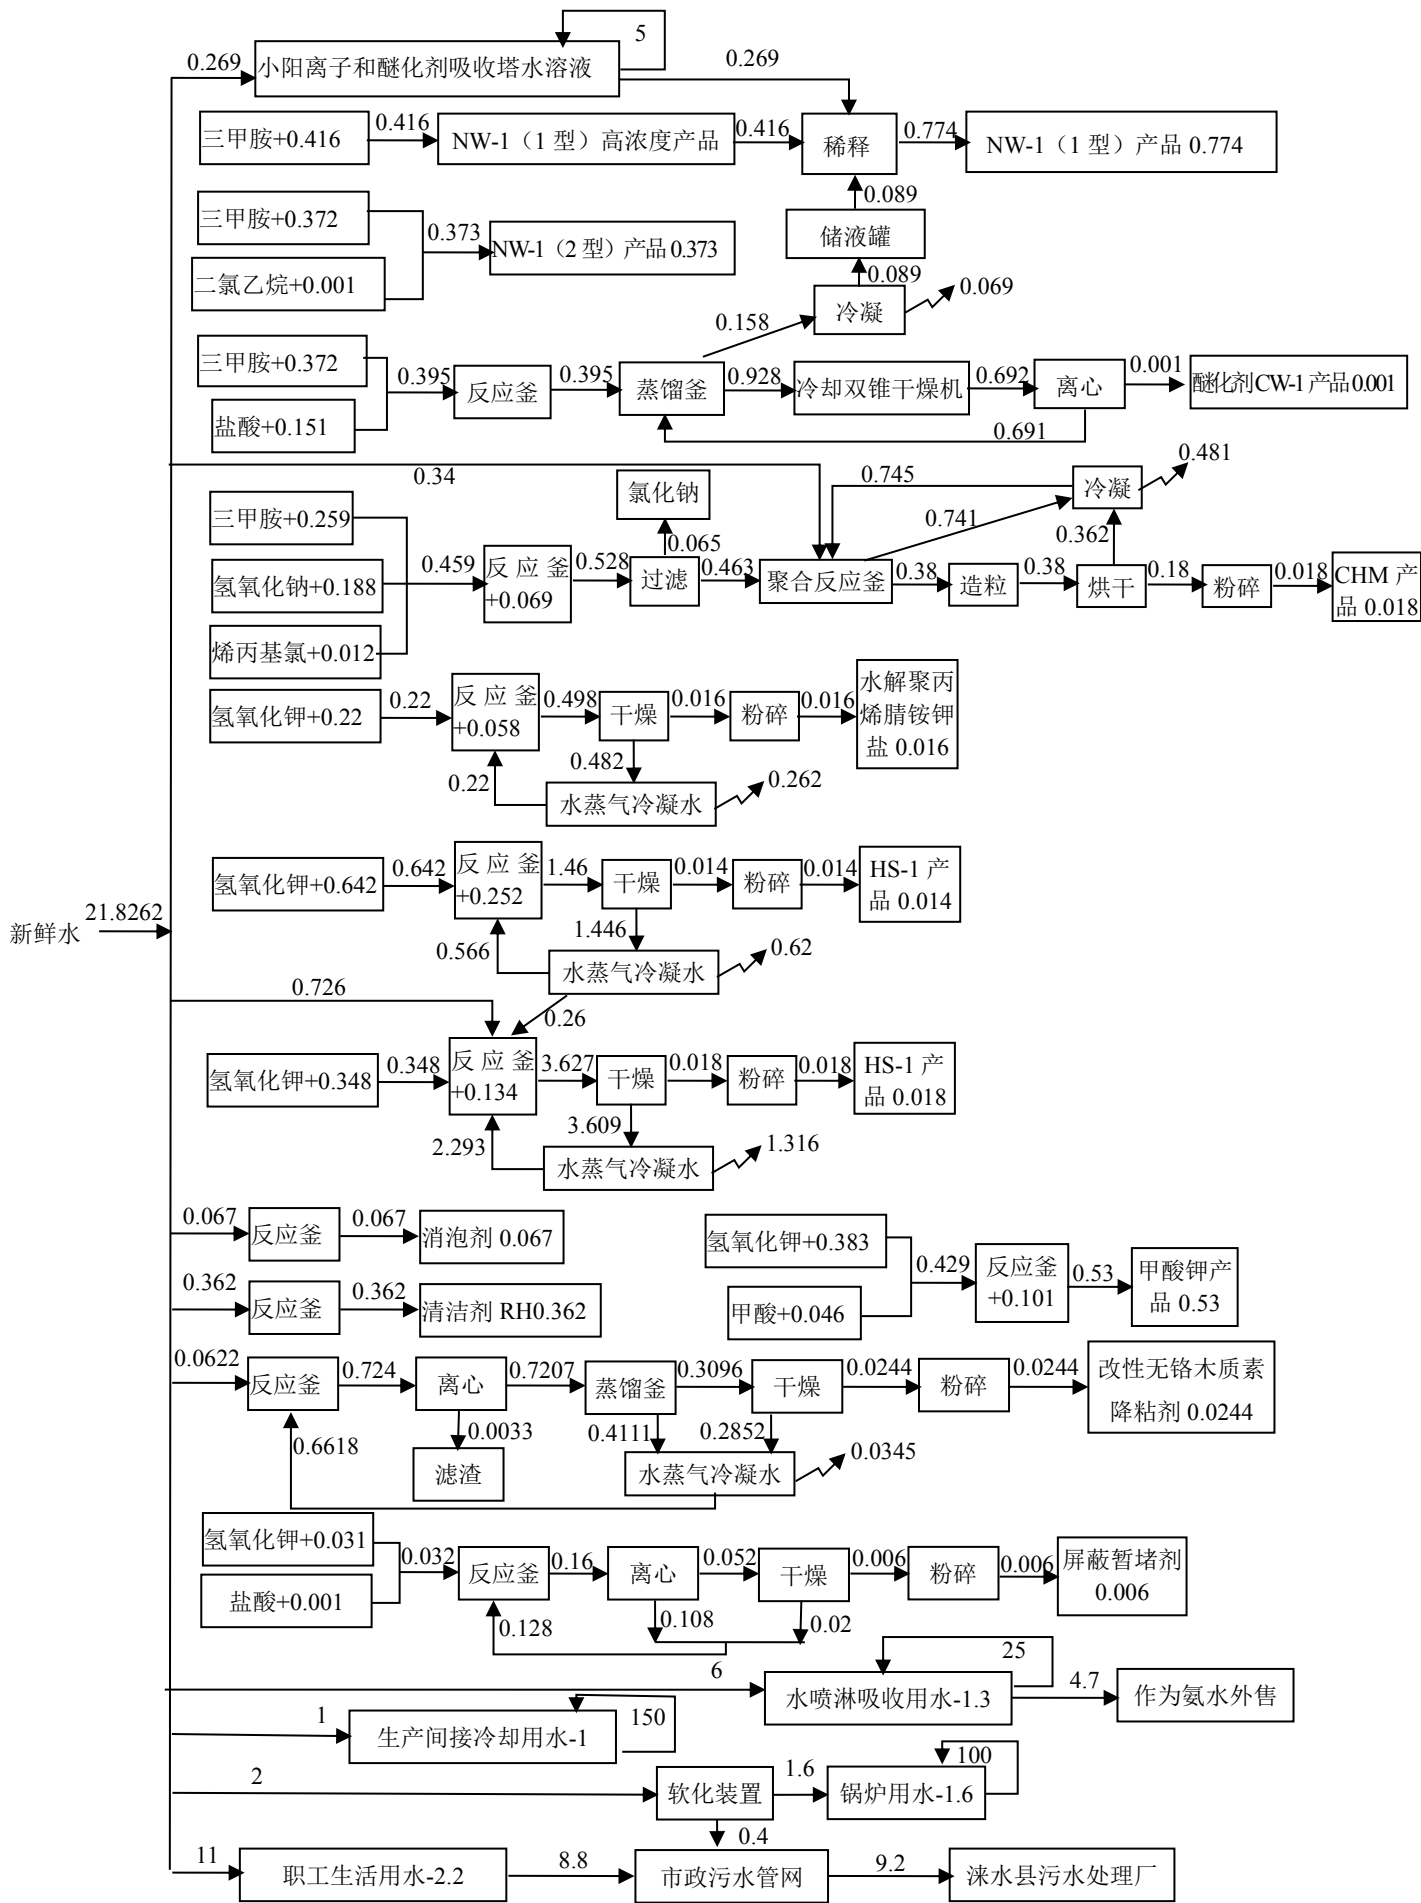 5
0.269
小阳离子和醚化剂吸收塔水溶液
0.269
三甲胺+0.416
0.416
NW-1（1型）高浓度产品
0.416
稀释
0.774
NW-1（1型）产品 0.774
0.089
三甲胺+0.372
0.373
NW-1（2型）产品 0.373
储液罐
二氯乙烷+0.001
0.089
冷凝
0.069
0.158
三甲胺+0.372
0.395
反应釜
0.395
蒸馏釜
0.928
冷却双锥干燥机
0.692
离心
0.001
醚化剂CW-1 产品 0.001
盐酸+0.151
0.691
0.34
0.745
冷凝
0.481
氯化钠
三甲胺+0.259
0.741
0.362
0.065
氢氧化钠+0.188
0.459
反 应 釜
+0.069
0.528
过滤
0.463
聚合反应釜
0.38
造粒
0.38
烘干
0.18
粉碎
0.018
CHM 产
品 0.018
烯丙基氯+0.012
氢氧化钾+0.22
0.22
反 应 釜
+0.058
0.498
干燥
0.016
粉碎
0.016
水解聚丙
烯腈铵钾
盐 0.016
0.482
0.22
水蒸气冷凝水
0.262
氢氧化钾+0.642
0.642
反 应 釜
+0.252
1.46
干燥
0.014
粉碎
0.014
HS-1 产
品 0.014
新鲜水
21.8262
1.446
0.566
水蒸气冷凝水
0.62
0.726
0.26
氢氧化钾+0.348
0.348
反 应 釜
+0.134
3.627
干燥
0.018
粉碎
0.018
HS-1 产
品 0.018
3.609
2.293
水蒸气冷凝水
1.316
0.067
反应釜
0.067
消泡剂 0.067
氢氧化钾+0.383
0.429
反应釜
+0.101
0.53
甲酸钾产
品 0.53
甲酸+0.046
0.362
反应釜
0.362
清洁剂 RH0.362
0.0622
反应釜
0.724
离心
0.7207
蒸馏釜
0.3096
干燥
0.0244
粉碎
0.0244
改性无铬木质素
降粘剂 0.0244
0.6618
0.0033
0.4111
0.2852
滤渣
水蒸气冷凝水
0.0345
氢氧化钾+0.031
0.032
反应釜
0.16
离心
0.052
干燥
0.006
粉碎
0.006
屏蔽暂堵剂
0.006
盐酸+0.001
0.128
0.108
0.02
6
25
水喷淋吸收用水-1.3
4.7
作为氨水外售
1
生产间接冷却用水-1
150
2
软化装置
1.6
锅炉用水-1.6
100
0.4
11
职工生活用水-2.2
8.8
市政污水管网
9.2
涞水县污水处理厂